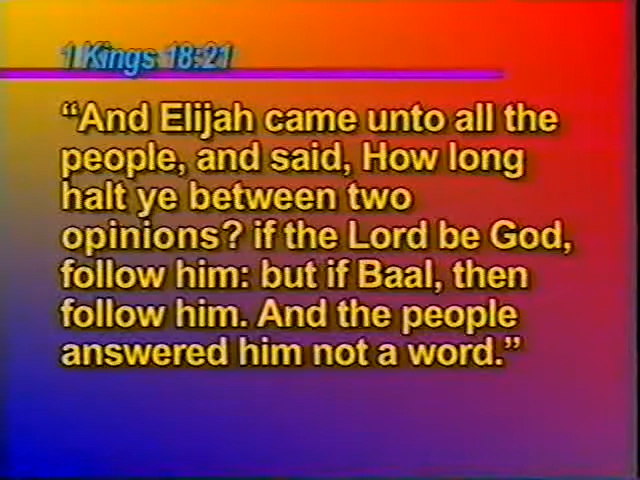 1 Kings 18:21
“And Elijah came unto all the
people, and said, How long
halt ye between two
opinions? if the Lord be God,
follow him: but if Baal, then
follow him. And the people
answered him not a word.”